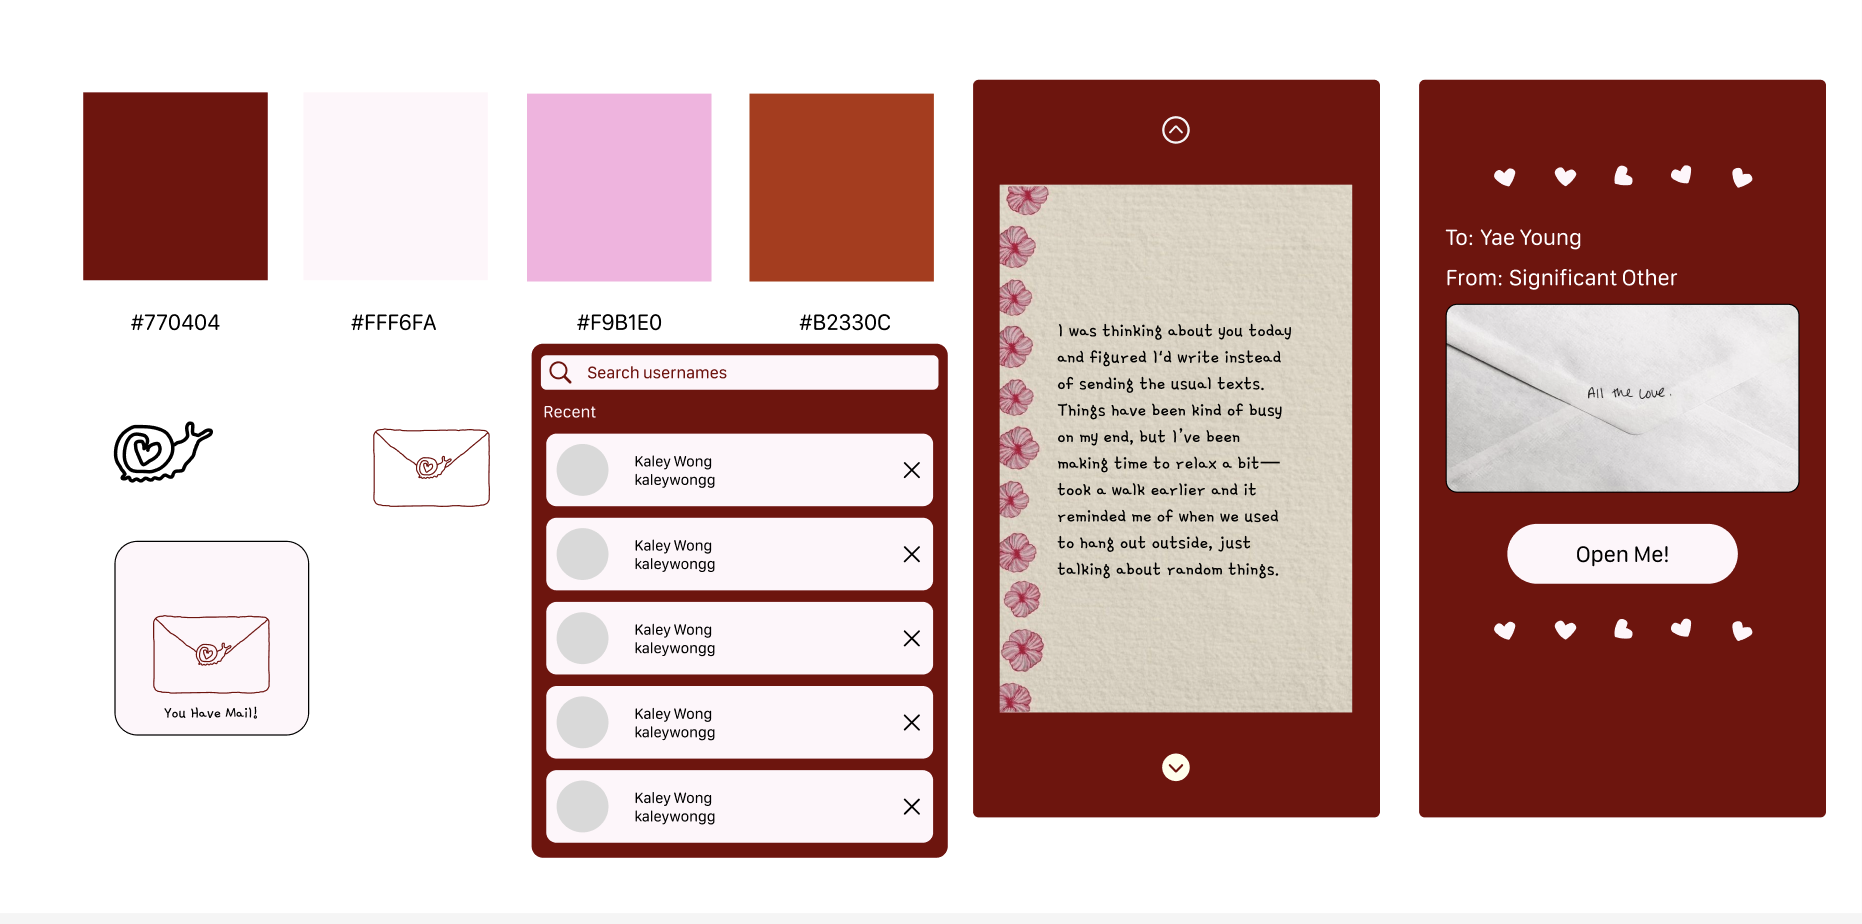 #770404
#FFF6FA
#F9B1E0
#B2330C
You Have Mail!
Search usernames
Recent
Kaley Wong
kaleywongg
Kaley Wong
kaleywongg
Kaley Wong
kaleywongg
Kaley Wong
kaleywongg
Kaley Wong
kaleywongg
I was thinking about you today
and figured I'd write instead
of sending the usual texts.
Things have been kind of busy
on my end, but I've been
making time to relax a bit—
took a walk earlier and it
reminded me of when we used
to hang out outside, just
talking about random things.
To: Yae Young
From: Significant Other
All the Love.
Open Me!